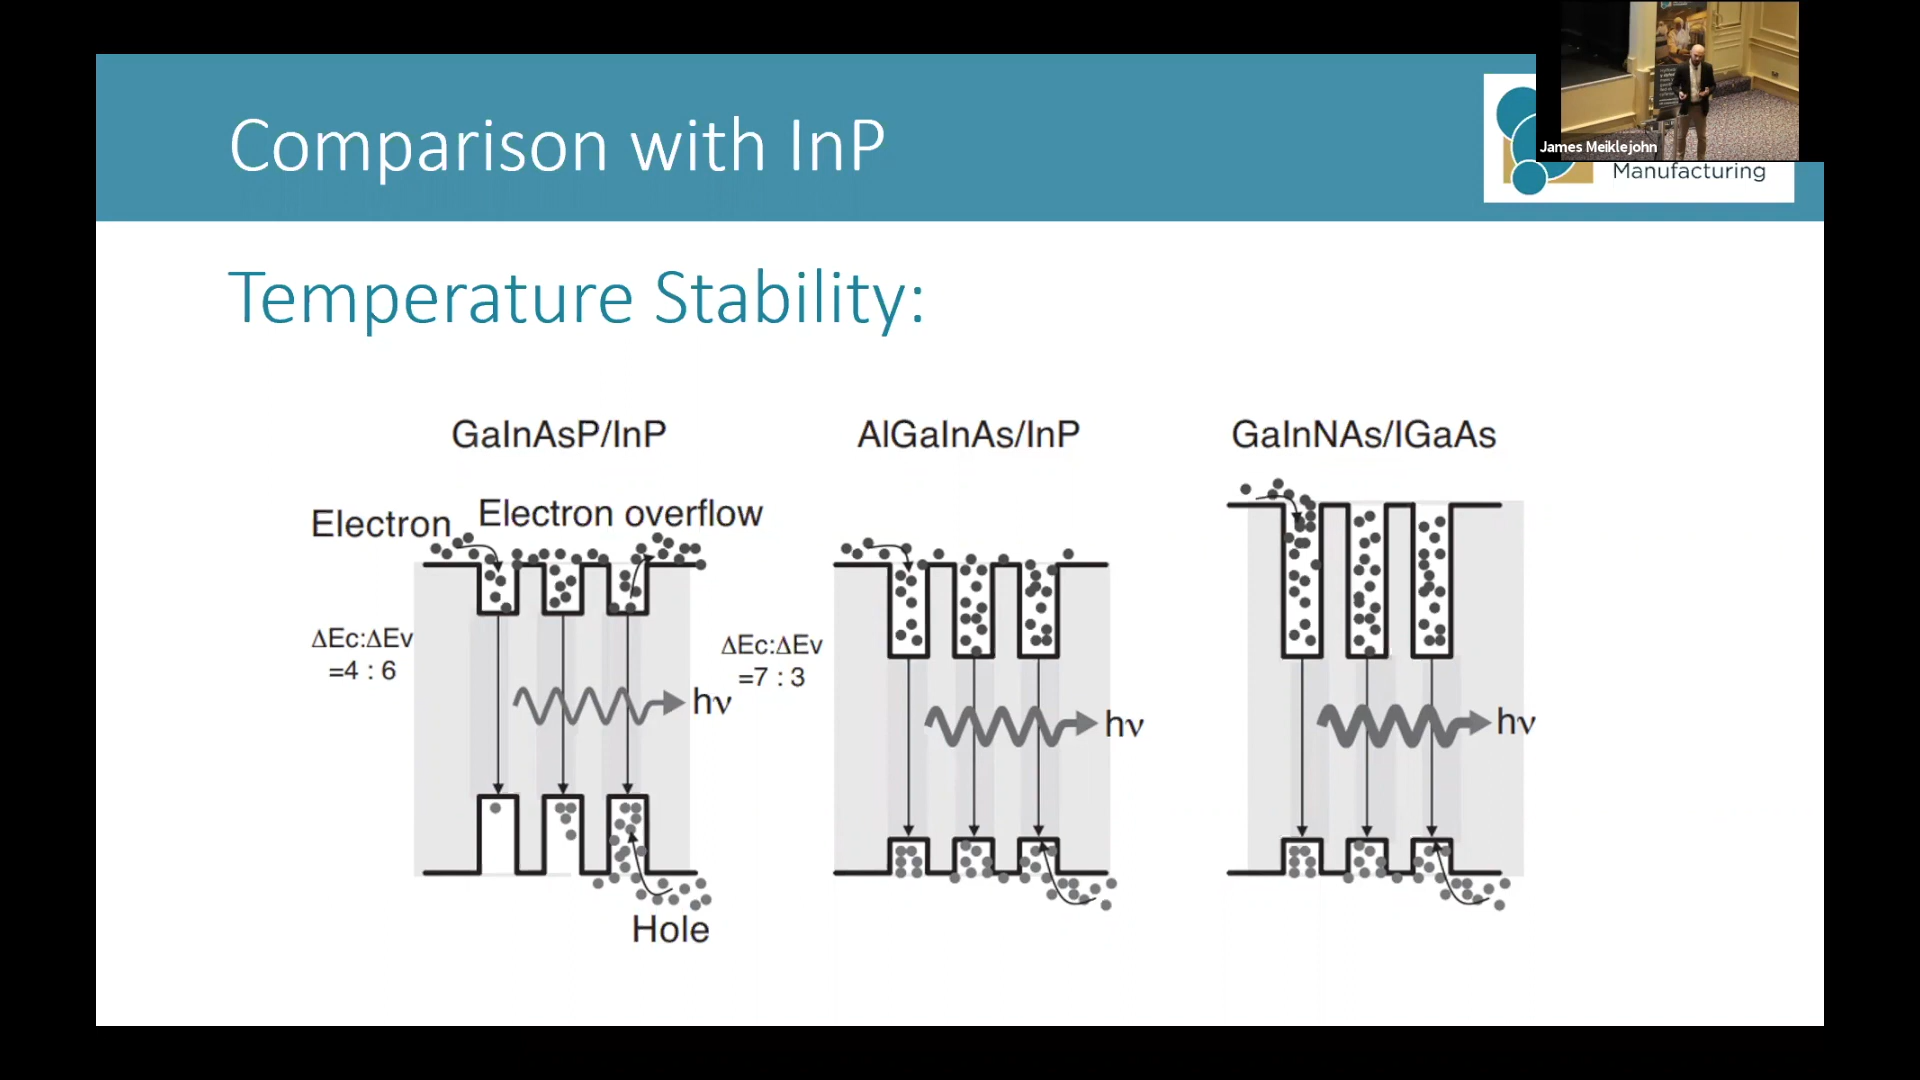 Comparison with InP
James Meiklejohn
Manufacturing
Temperature Stability:
GaInAsP/InP
AlGaInAs/InP
GaInNAs/lGaAs
Electron
Electron overflow
ΔEc:ΔEv
=4 : 6
ΔEc:ΔEv
=7 : 3
hν
hν
hν
Hole